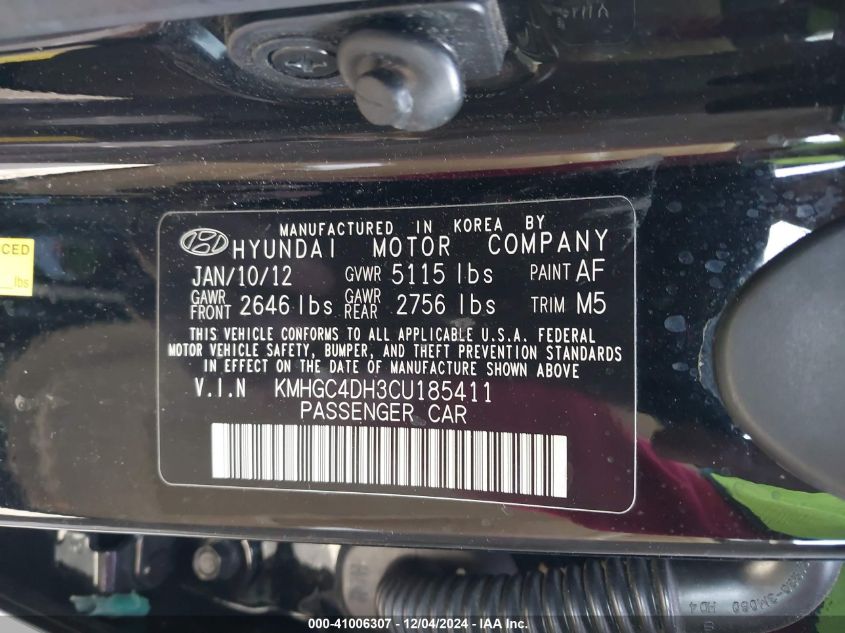 CED
lbs
MANUFACTURED IN KOREA BY
HYUNDAI MOTOR COMPANY
JAN/10/12 GVWR 5115 lbs PAINT AF
GAWR FRONT 2646 lbs GAWR REAR 2756 lbs TRIM M5
THIS VEHICLE CONFORMS TO ALL APPLICABLE U.S.A. FEDERAL
MOTOR VEHICLE SAFETY, BUMPER, AND THEFT PREVENTION STANDARDS
IN EFFECT ON THE DATE OF MANUFACTURE SHOWN ABOVE
V.I.N KMHGC4DH3CU185411
PASSENGER CAR
000-41006307 - 12/04/2024 - IAA Inc.